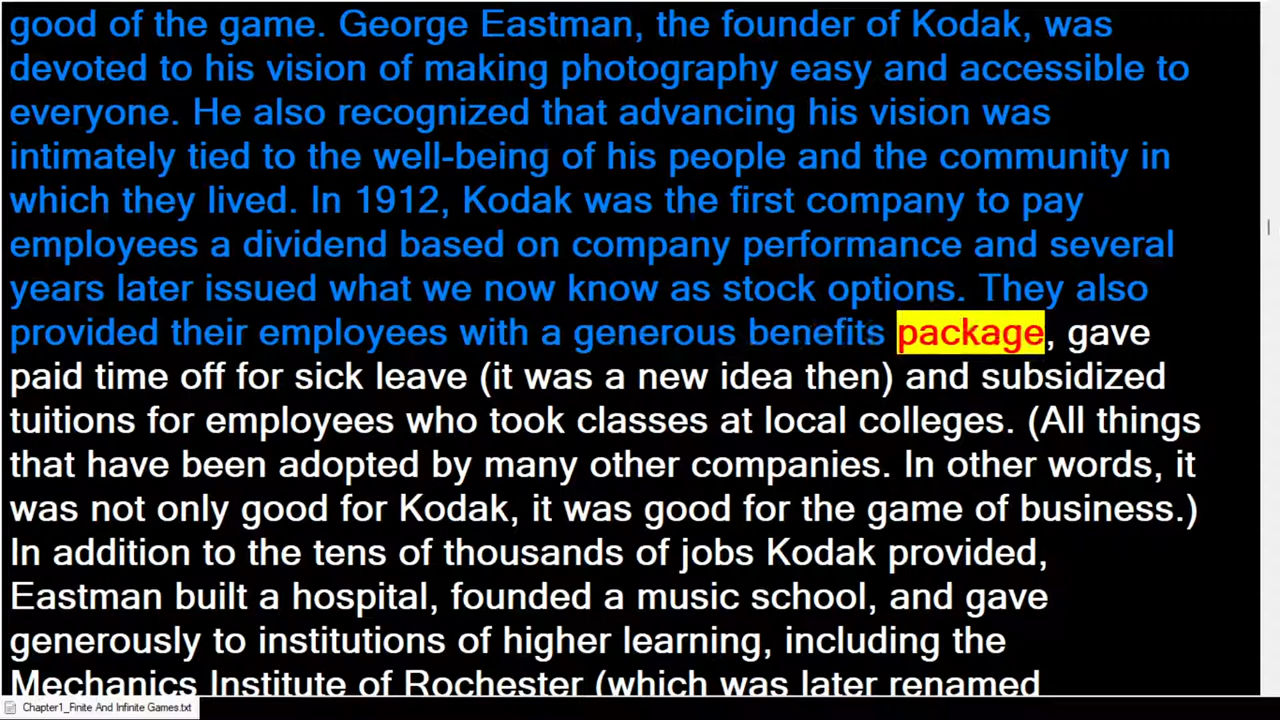 good of the game. George Eastman, the founder of Kodak, was
devoted to his vision of making photography easy and accessible to
everyone. He also recognized that advancing his vision was
intimately tied to the well-being of his people and the community in
which they lived. In 1912, Kodak was the first company to pay
employees a dividend based on company performance and several
years later issued what we now know as stock options. They also
provided their employees with a generous benefits package, gave
paid time off for sick leave (it was a new idea then) and subsidized
tuitions for employees who took classes at local colleges. (All things
that have been adopted by many other companies. In other words, it
was not only good for Kodak, it was good for the game of business.)
In addition to the tens of thousands of jobs Kodak provided,
Eastman built a hospital, founded a music school, and gave
generously to institutions of higher learning, including the
Mechanics Institute of Rochester (which was later renamed
Chapter1_Finite And Infinite Games.txt